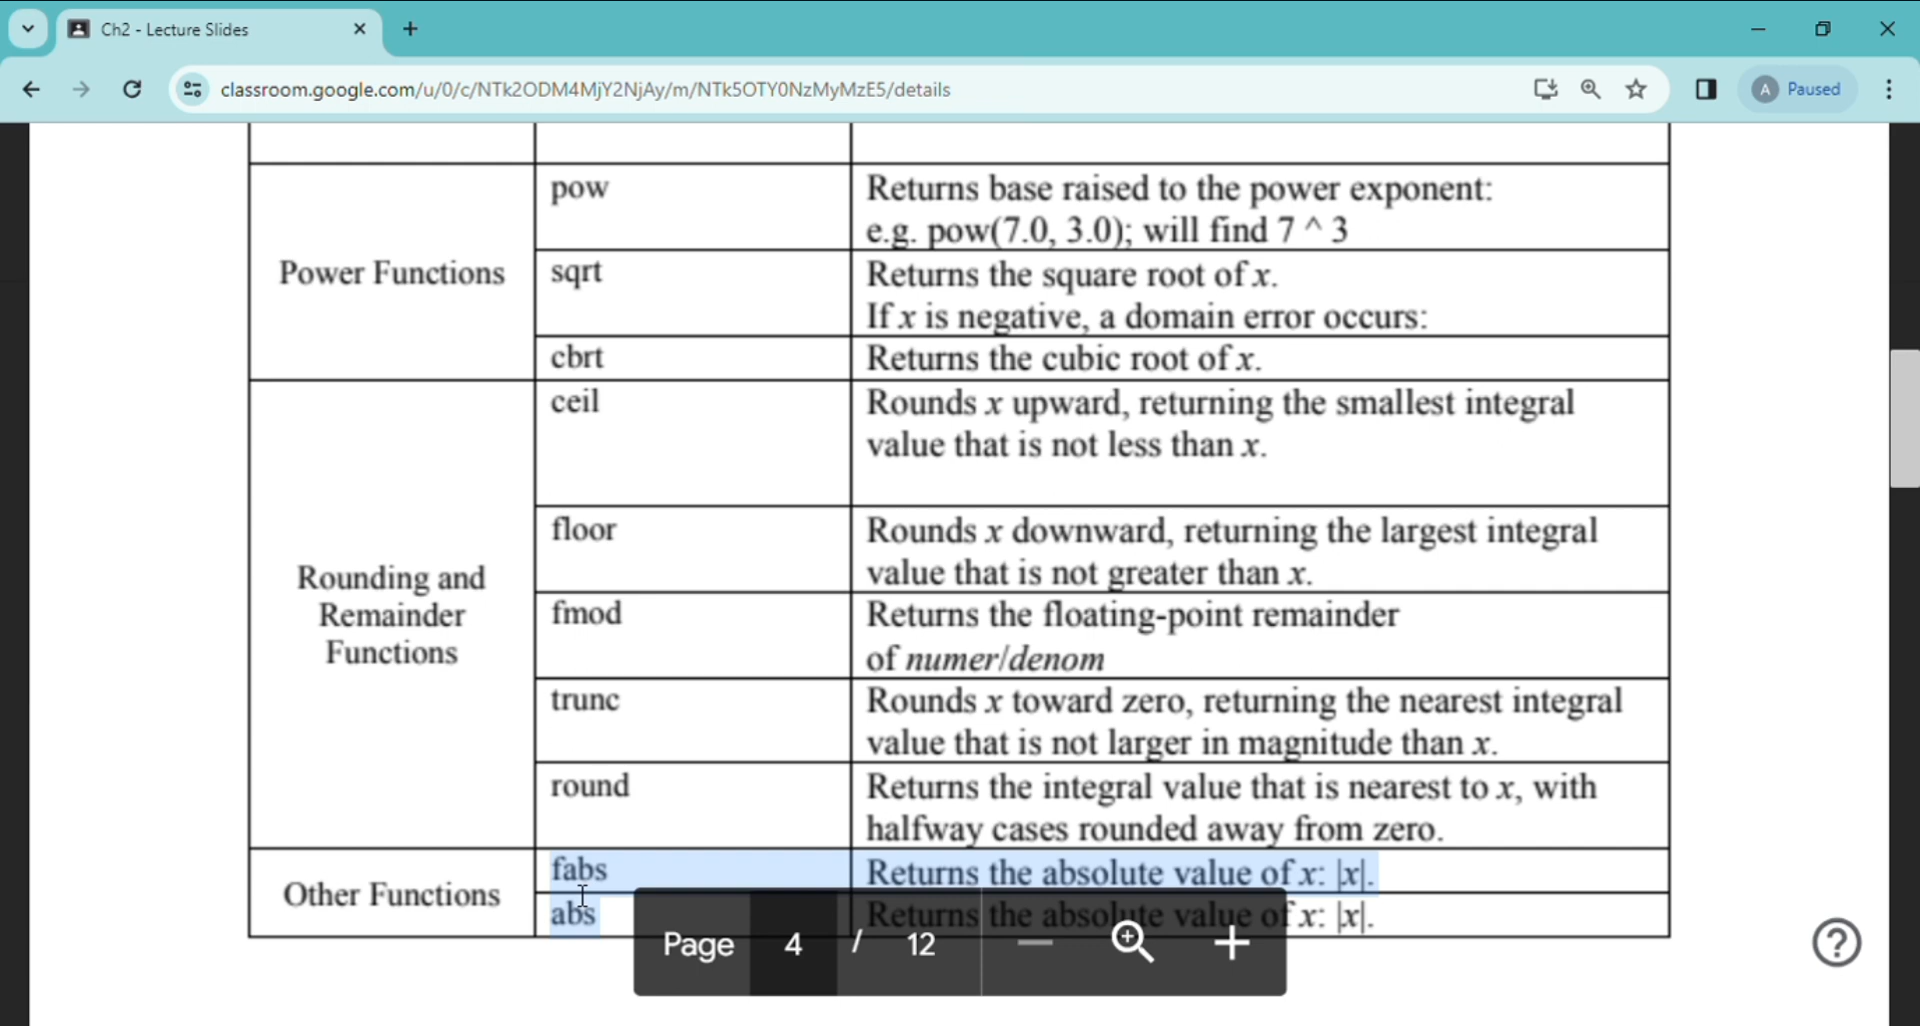 Ch2 - Lecture Slides
classroom.google.com/u/0/c/NTk2ODM4MjY2NjAy/m/NTk5OTY0NzMyMzE5/details
A Paused
Power Functions
pow
Returns base raised to the power exponent:
e.g. pow(7.0, 3.0); will find 7 ^ 3
sqrt
Returns the square root of x.
If x is negative, a domain error occurs:
cbrt
Returns the cubic root of x.
Rounding and
Remainder
Functions
ceil
Rounds x upward, returning the smallest integral
value that is not less than x.
floor
Rounds x downward, returning the largest integral
value that is not greater than x.
fmod
Returns the floating-point remainder
of numer/denom
trunc
Rounds x toward zero, returning the nearest integral
value that is not larger in magnitude than x.
round
Returns the integral value that is nearest to x, with
halfway cases rounded away from zero.
Other Functions
fabs
Returns the absolute value of x: |x|.
abs
Returns the absolute value of x: |x|.
Page 4 / 12